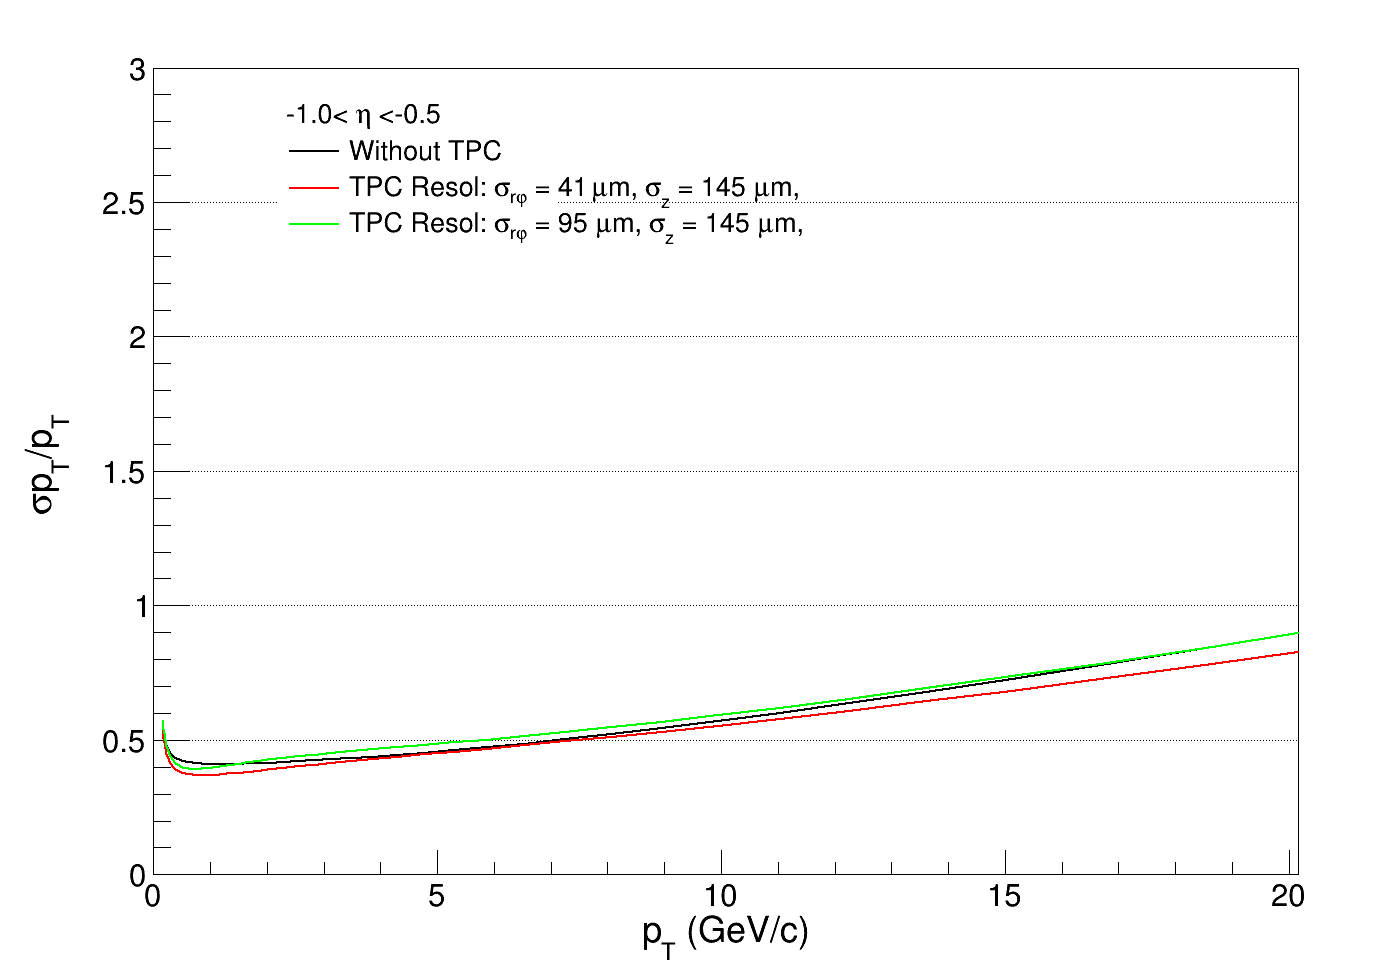 3
-1.0< η <-0.5
Without TPC
TPC Resol: σrφ = 41 μm, σz = 145 μm,
2.5
TPC Resol: σrφ = 95 μm, σz = 145 μm,
2
σpT/pT
1.5
1
0.5
0
0 5 10 15 20
pT (GeV/c)